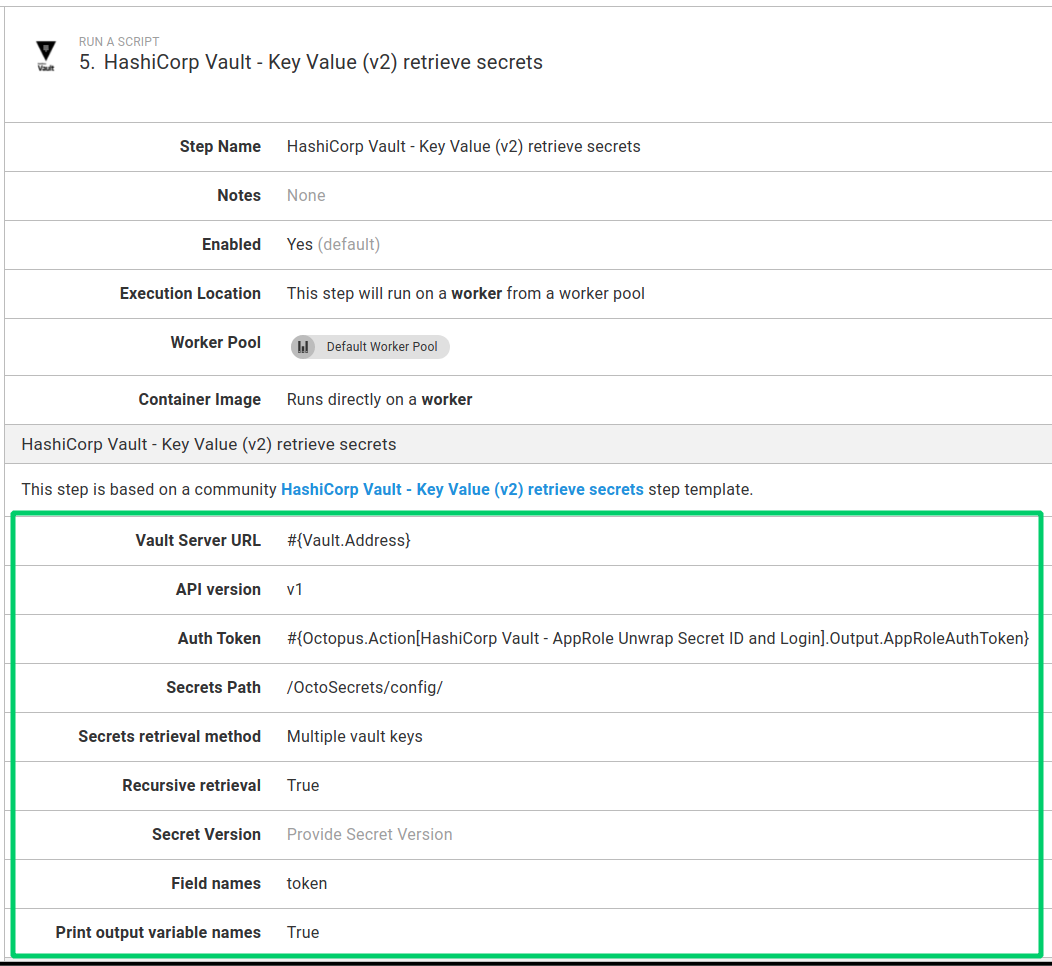 RUN A SCRIPT
5. HashiCorp Vault - Key Value (v2) retrieve secrets
Vault
Step Name HashiCorp Vault - Key Value (v2) retrieve secrets
Notes None
Enabled Yes (default)
Execution Location This step will run on a worker from a worker pool
Worker Pool Default Worker Pool
Container Image Runs directly on a worker
HashiCorp Vault - Key Value (v2) retrieve secrets
This step is based on a community HashiCorp Vault - Key Value (v2) retrieve secrets step template.
Vault Server URL #{Vault.Address}
API version v1
Auth Token #{Octopus.Action[HashiCorp Vault - AppRole Unwrap Secret ID and Login].Output.AppRoleAuthToken}
Secrets Path /OctoSecrets/config/
Secrets retrieval method Multiple vault keys
Recursive retrieval True
Secret Version Provide Secret Version
Field names token
Print output variable names True